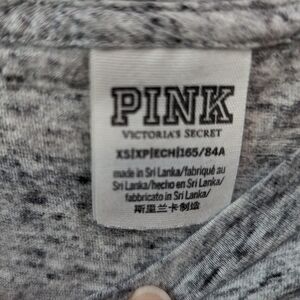 PINK
VICTORIA'S SECRET
XS|XP|ECH|165/84A
made in Sri Lanka/fabriqué au
Sri Lanka/hecho en Sri Lanka/
fabbricato in Sri Lanka/
斯里兰卡制造